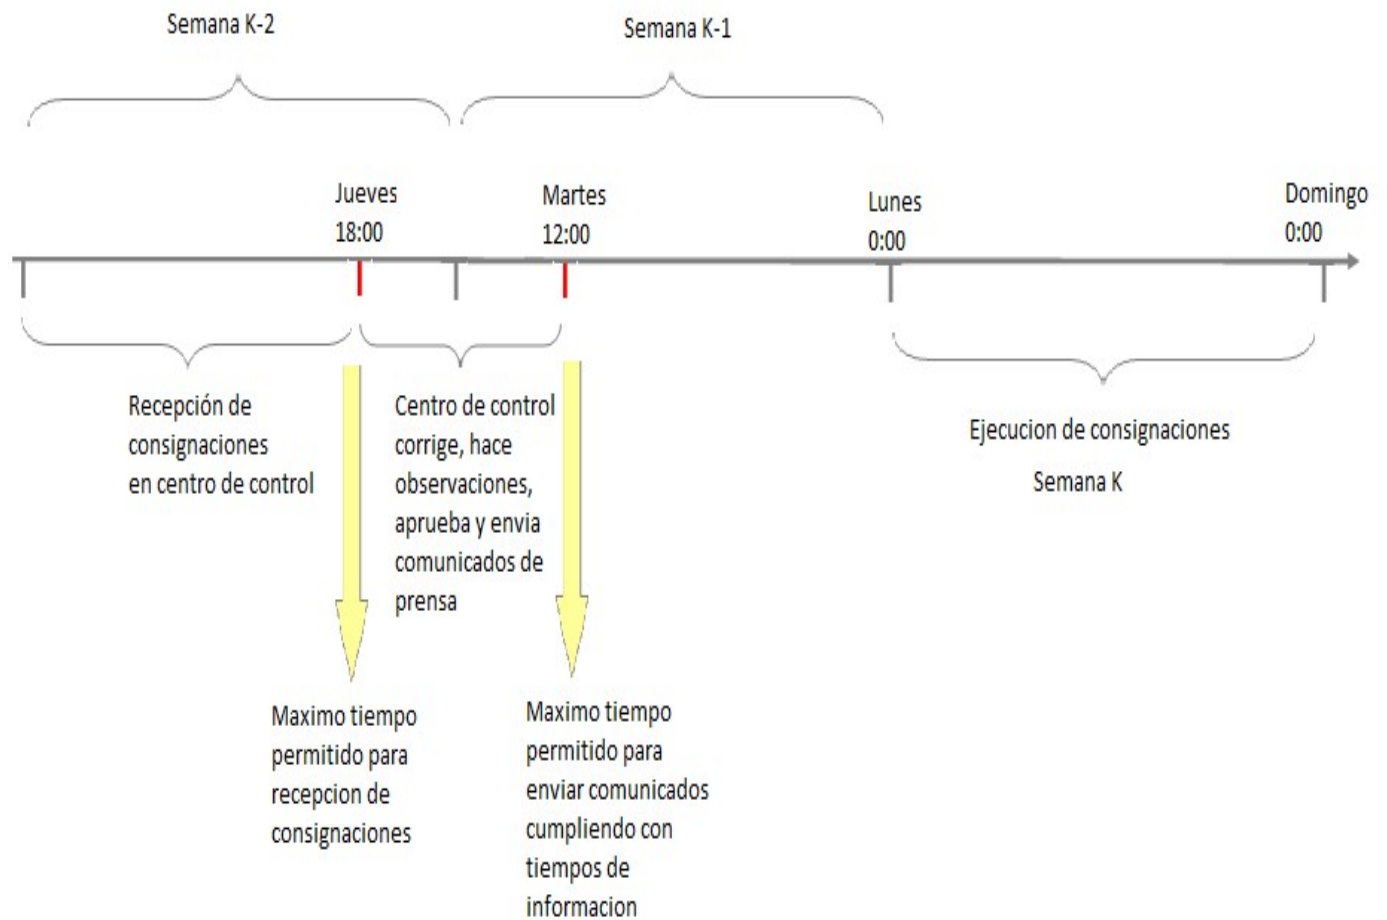 Semana K-2
Semana K-1
Jueves
18:00
Martes
12:00
Lunes
0:00
Domingo
0:00
Recepción de
consignaciones
en centro de control
Centro de control
corrige, hace
observaciones,
aprueba y envia
comunicados de
prensa
Ejecucion de consignaciones
Semana K
Maximo tiempo
permitido para
recepcion de
consignaciones
Maximo tiempo
permitido para
enviar comunicados
cumpliendo con
tiempos de
informacion